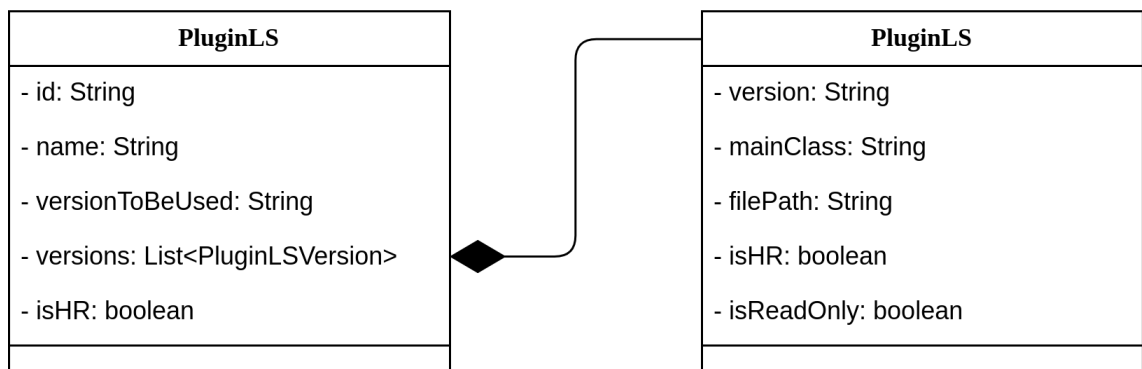 PluginLS
- id: String
- name: String
- versionToBeUsed: String
- versions: List<PluginLSVersion>
- isHR: boolean
PluginLS
- version: String
- mainClass: String
- filePath: String
- isHR: boolean
- isReadOnly: boolean